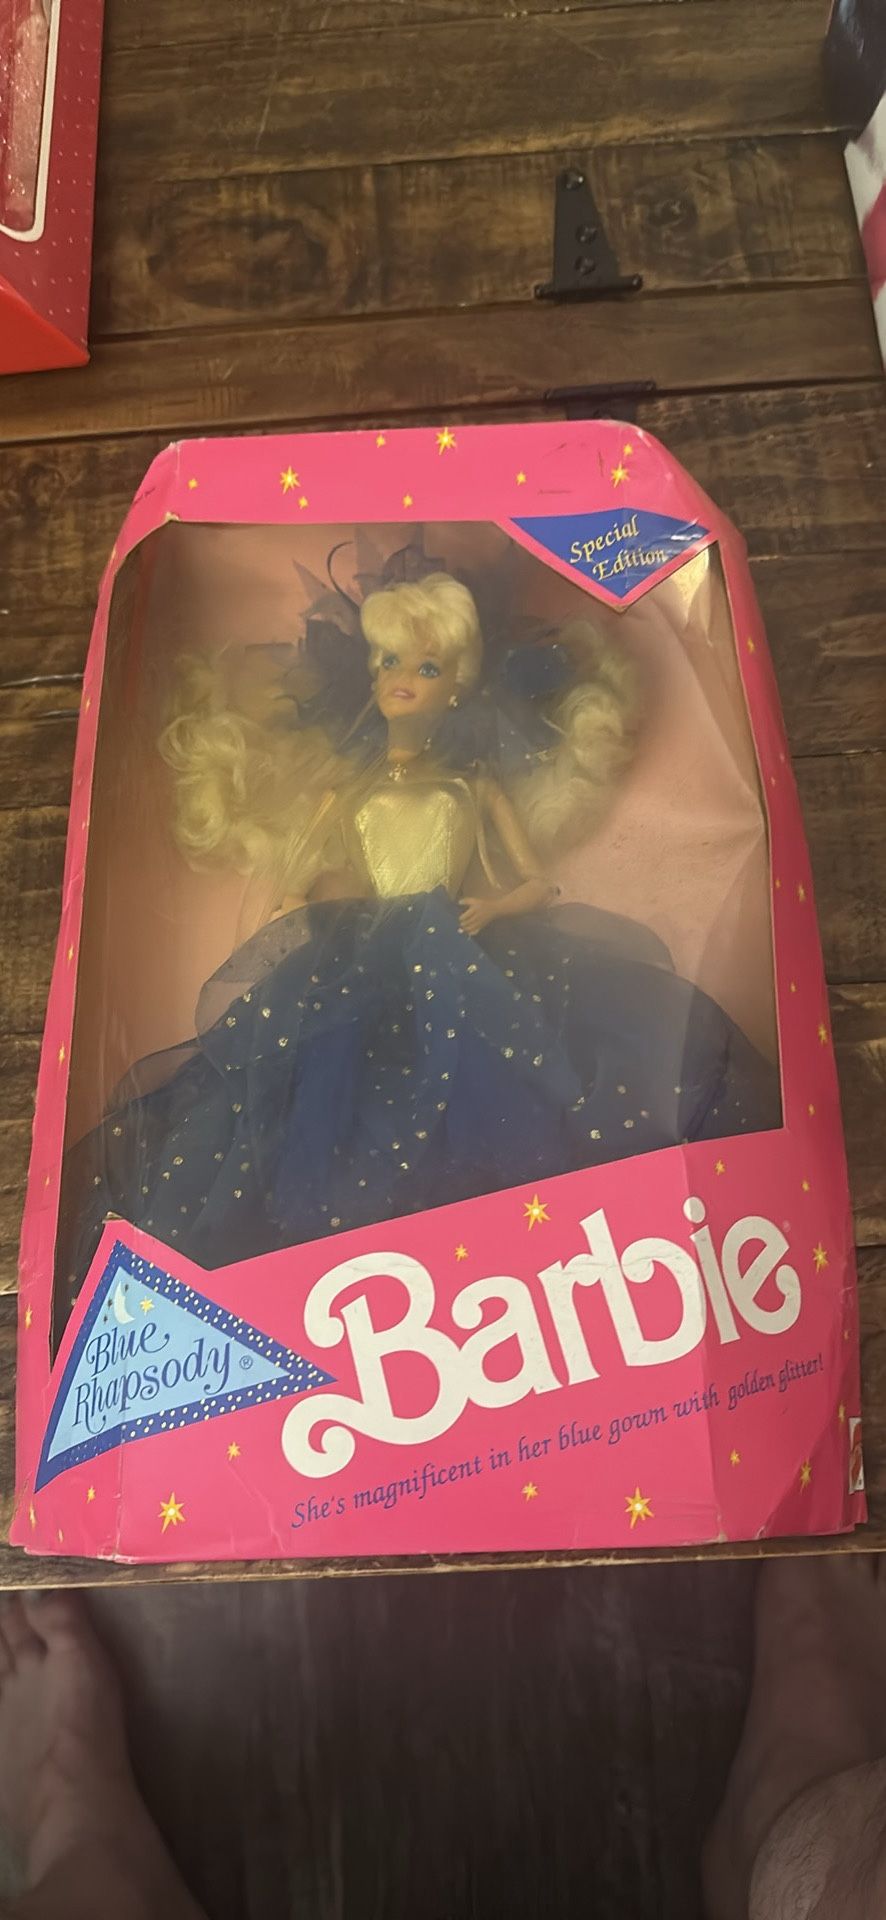 Special
Edition
Blue
Rhapsody®
Barbie®
She's magnificent in her blue gown with golden glitter!